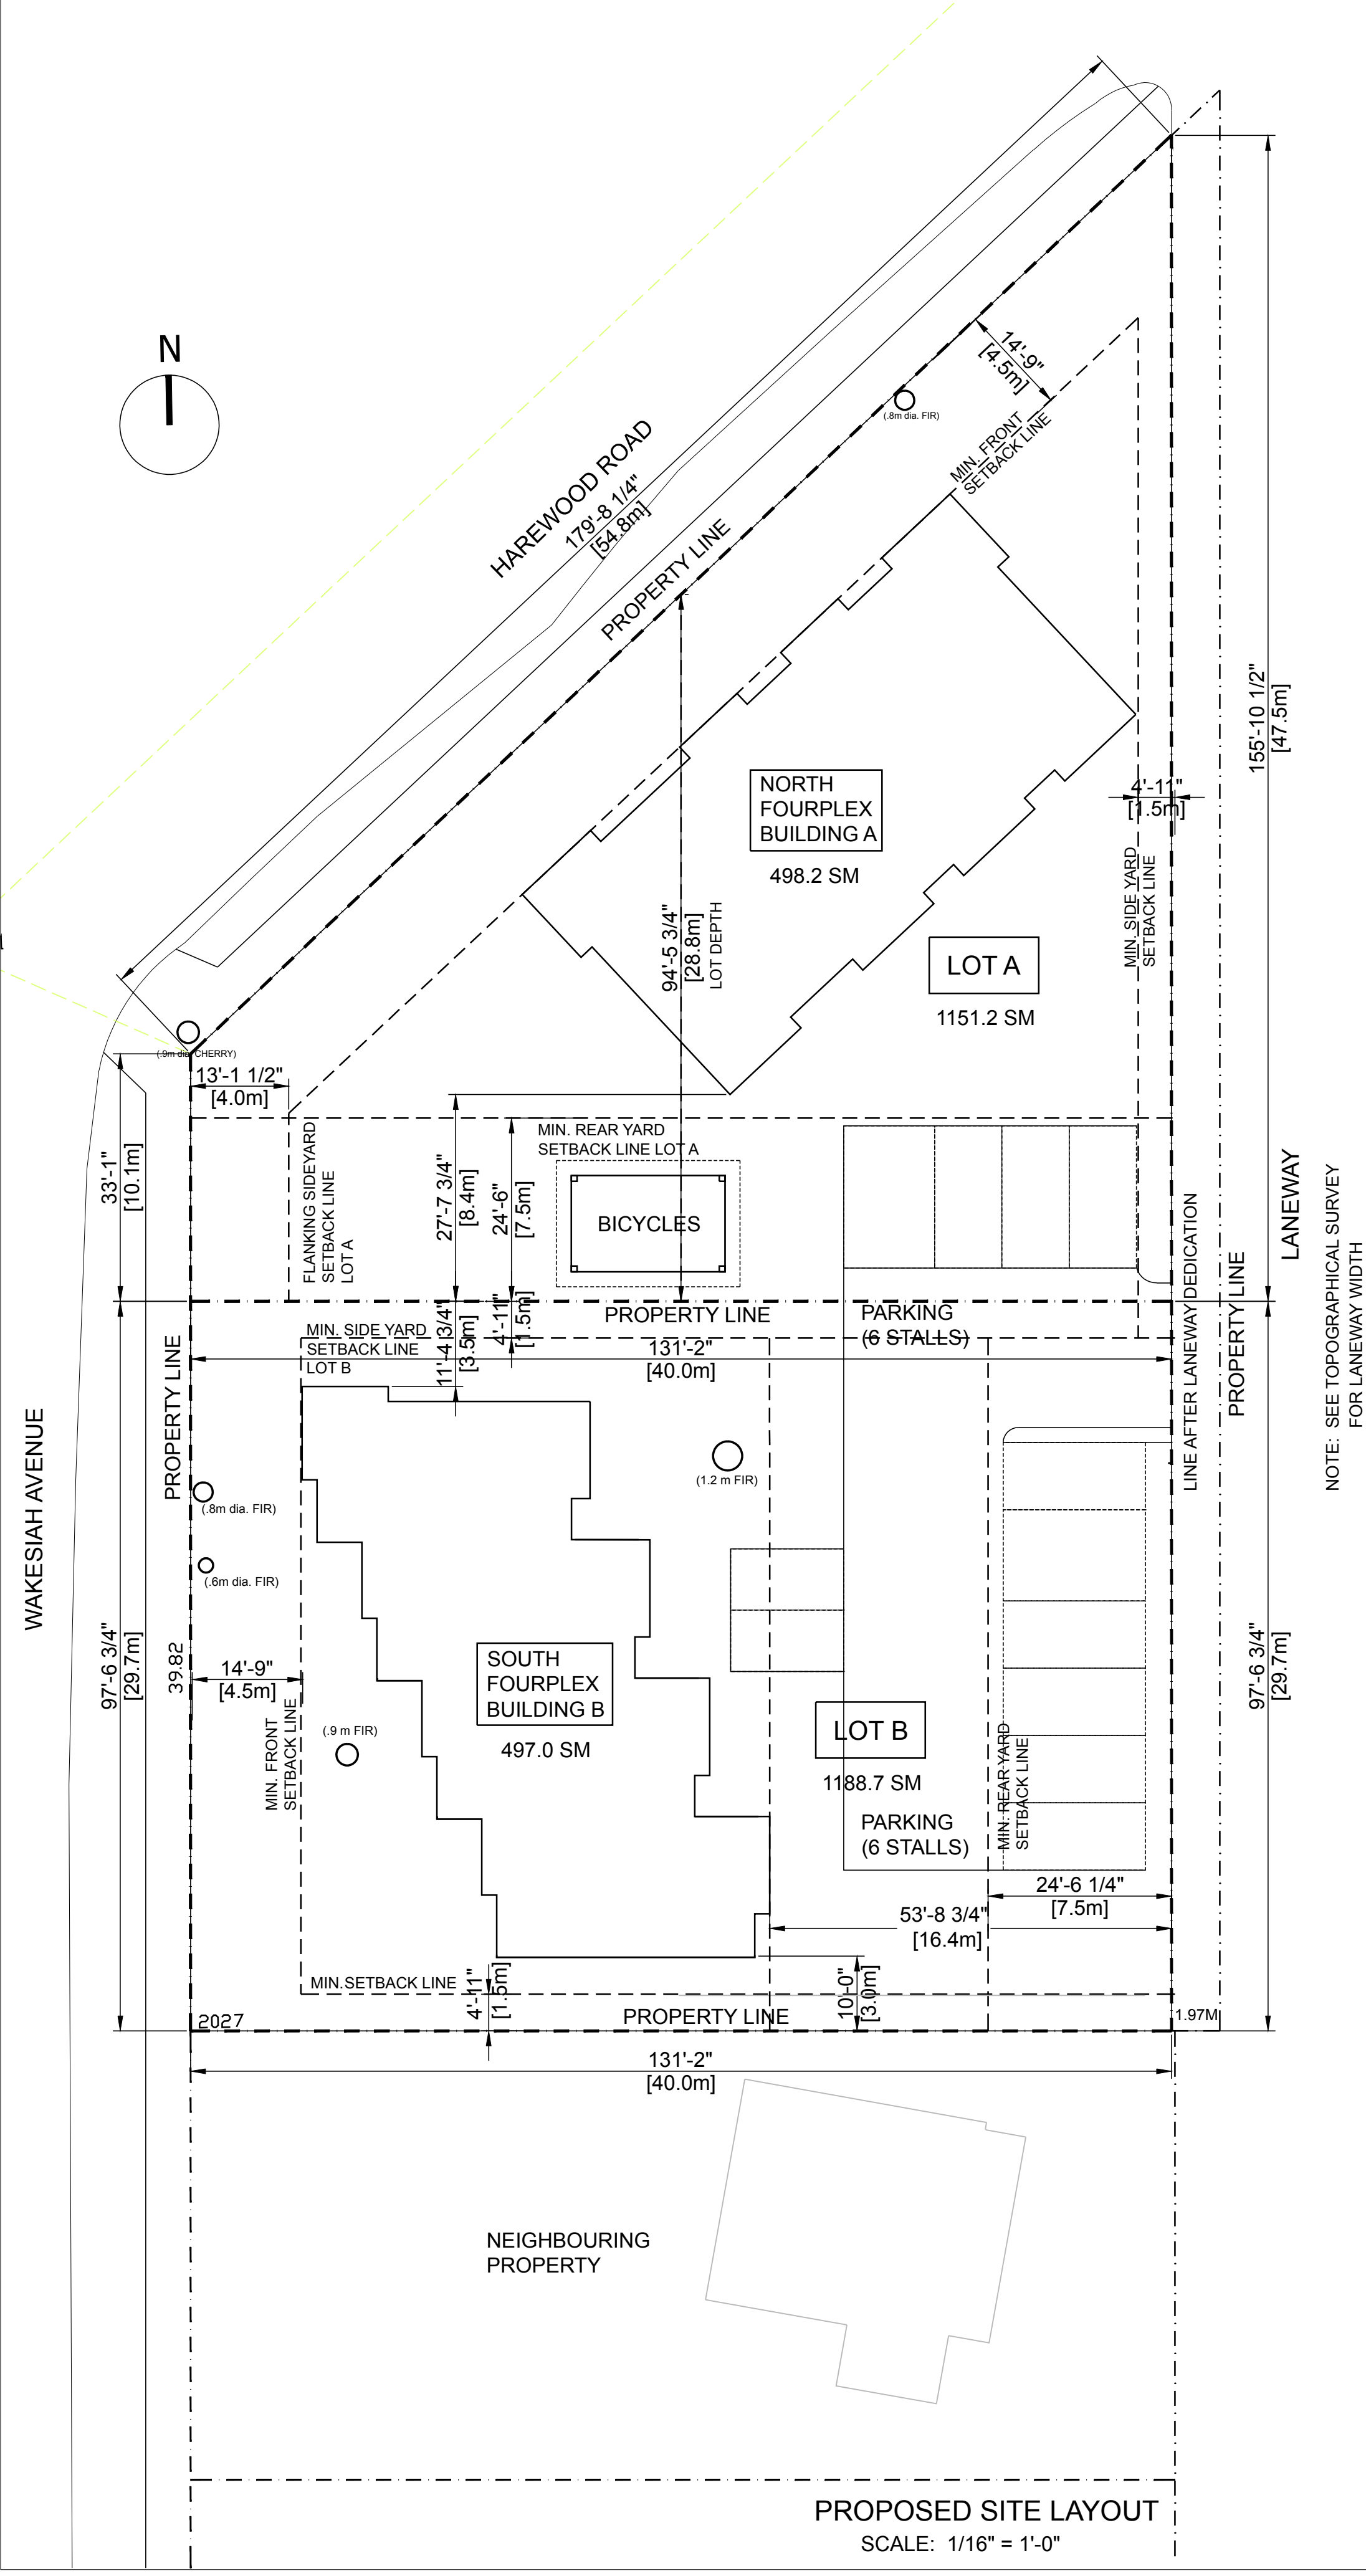 N
HAREWOOD ROAD
179'-8 1/4"
[54.8m]
PROPERTY LINE
14'-9"
[4.5m]
(.8m dia. FIR)
MIN. FRONT
SETBACK LINE
155'-10 1/2"
[47.5m]
NORTH
FOURPLEX
BUILDING A
498.2 SM
4'-11"
[1.5m]
MIN. SIDE YARD
SETBACK LINE
94'-5 3/4"
[28.8m]
LOT DEPTH
LOT A
1151.2 SM
(.9m dia. CHERRY)
13'-1 1/2"
[4.0m]
33'-1"
[10.1m]
FLANKING SIDEYARD
SETBACK LINE
LOT A
27'-7 3/4"
[8.4m]
24'-6"
[7.5m]
MIN. REAR YARD
SETBACK LINE LOT A
BICYCLES
LANEWAY
NOTE: SEE TOPOGRAPHICAL SURVEY
FOR LANEWAY WIDTH
PROPERTY LINE
LINE AFTER LANEWAY DEDICATION
PROPERTY LINE
PARKING
(6 STALLS)
MIN. SIDE YARD
SETBACK LINE
LOT B
11'-4 3/4"
[3.5m]
4'-11"
[1.5m]
131'-2"
[40.0m]
PROPERTY LINE
WAKESIAH AVENUE
(.8m dia. FIR)
(.6m dia. FIR)
(1.2 m FIR)
97'-6 3/4"
[29.7m]
39.82
14'-9"
[4.5m]
MIN. FRONT
SETBACK LINE
(.9 m FIR)
SOUTH
FOURPLEX
BUILDING B
497.0 SM
LOT B
1188.7 SM
MIN. REAR YARD
SETBACK LINE
97'-6 3/4"
[29.7m]
PARKING
(6 STALLS)
24'-6 1/4"
[7.5m]
53'-8 3/4"
[16.4m]
MIN.SETBACK LINE
4'-11"
[1.5m]
10'-0"
[3.0m]
2027
PROPERTY LINE
1.97M
131'-2"
[40.0m]
NEIGHBOURING
PROPERTY
PROPOSED SITE LAYOUT
SCALE: 1/16" = 1'-0"